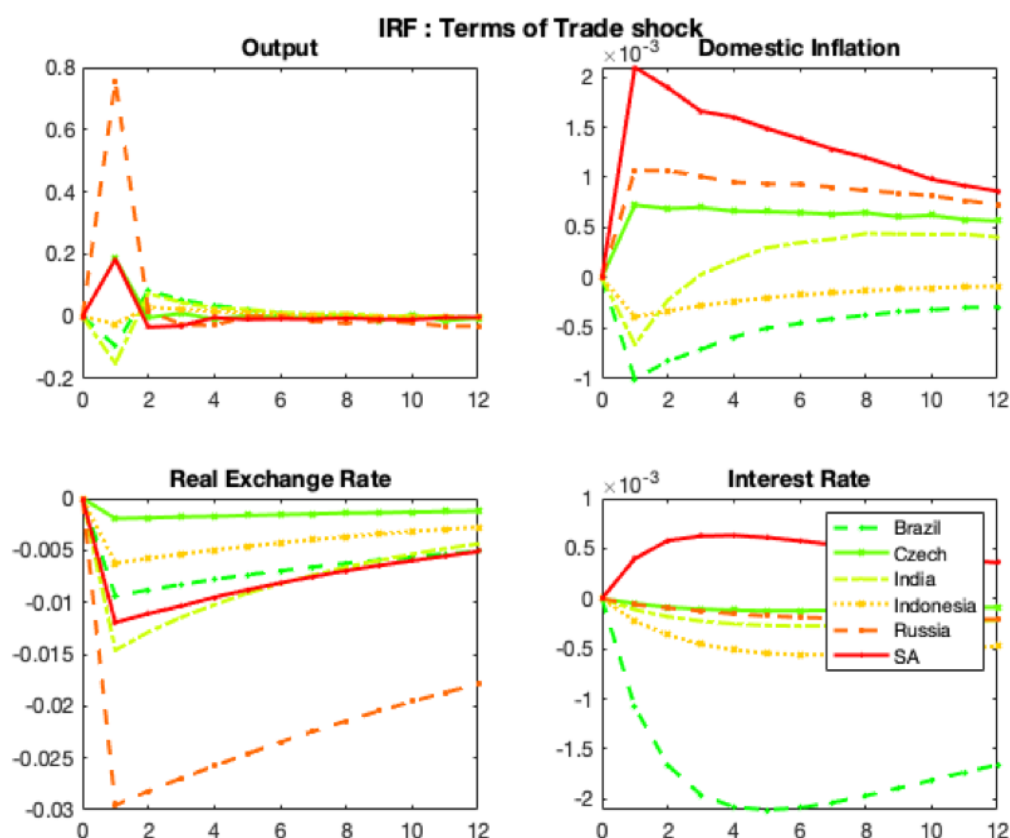 IRF : Terms of Trade shock
Output
0.8
0.6
0.4
0.2
0
-0.2
0 2 4 6 8 10 12
×10⁻³ Domestic Inflation
2
1.5
1
0.5
0
-0.5
-1
0 2 4 6 8 10 12
Real Exchange Rate
0
-0.005
-0.01
-0.015
-0.02
-0.025
-0.03
0 2 4 6 8 10 12
×10⁻³ Interest Rate
1
0.5
0
-0.5
-1
-1.5
-2
0 2 4 6 8 10 12
Brazil
Czech
India
Indonesia
Russia
SA